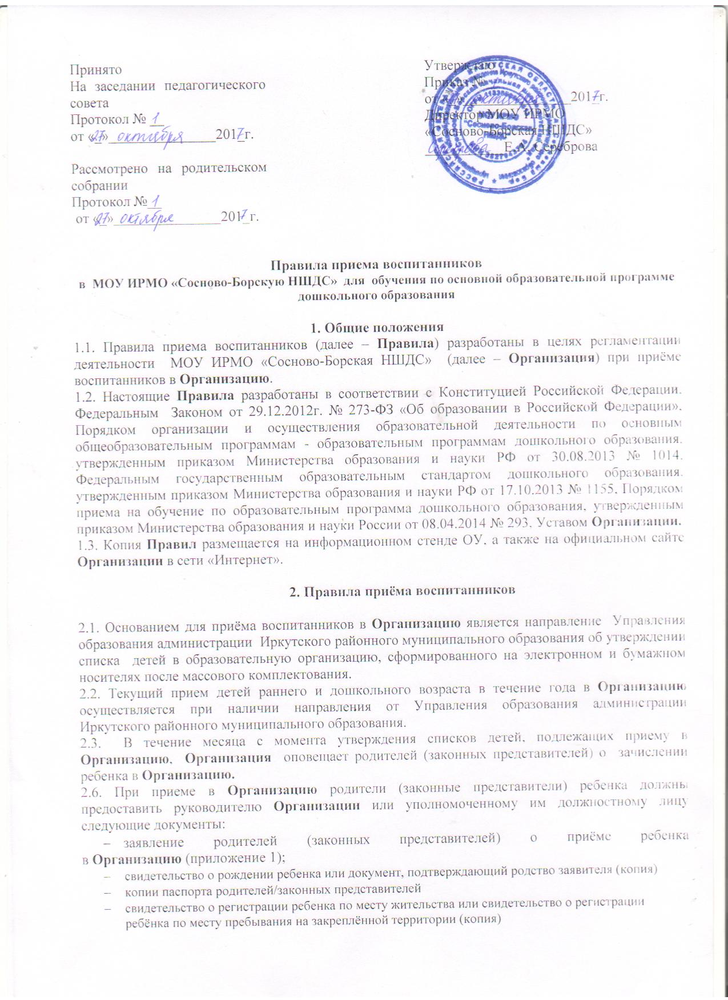 Принято
На заседании педагогического
совета
Протокол № 1
от «27» октября 2017 г.
Рассмотрено на родительском
собрании
Протокол № 1
от «27» октября 2017 г.
Утверждаю
Приказ №
от « » октября 2017 г.
Директор МОУ ИРМО
«Сосново-Борская НШДС»
Е.А. Сереброва
Правила приема воспитанников
в МОУ ИРМО «Сосново-Борскую НШДС» для обучения по основной образовательной программе
дошкольного образования
1. Общие положения
1.1. Правила приема воспитанников (далее – Правила) разработаны в целях регламентации
деятельности МОУ ИРМО «Сосново-Борская НШДС» (далее – Организация) при приёме
воспитанников в Организацию.
1.2. Настоящие Правила разработаны в соответствии с Конституцией Российской Федерации,
Федеральным Законом от 29.12.2012г. № 273-ФЗ «Об образовании в Российской Федерации»,
Порядком организации и осуществления образовательной деятельности по основным
общеобразовательным программам - образовательным программам дошкольного образования,
утвержденным приказом Министерства образования и науки РФ от 30.08.2013 № 1014,
Федеральным государственным образовательным стандартом дошкольного образования,
утвержденным приказом Министерства образования и науки РФ от 17.10.2013 № 1155, Порядком
приема на обучение по образовательным программа дошкольного образования, утвержденным
приказом Министерства образования и науки России от 08.04.2014 № 293, Уставом Организации.
1.3. Копия Правил размещается на информационном стенде ОУ, а также на официальном сайте
Организации в сети «Интернет».
2. Правила приёма воспитанников
2.1. Основанием для приёма воспитанников в Организацию является направление Управления
образования администрации Иркутского районного муниципального образования об утверждении
списка детей в образовательную организацию, сформированного на электронном и бумажном
носителях после массового комплектования.
2.2. Текущий прием детей раннего и дошкольного возраста в течение года в Организацию
осуществляется при наличии направления от Управления образования администрации
Иркутского районного муниципального образования.
2.3. В течение месяца с момента утверждения списков детей, подлежащих приему в
Организацию, Организация оповещает родителей (законных представителей) о зачислении
ребенка в Организацию.
2.6. При приеме в Организацию родители (законные представители) ребенка должны
предоставить руководителю Организации или уполномоченному им должностному лицу
следующие документы:
– заявление родителей (законных представителей) о приёме ребенка
в Организацию (приложение 1);
– свидетельство о рождении ребенка или документ, подтверждающий родство заявителя (копия)
– копии паспорта родителей/законных представителей
– свидетельство о регистрации ребенка по месту жительства или свидетельство о регистрации
ребёнка по месту пребывания на закреплённой территории (копия)